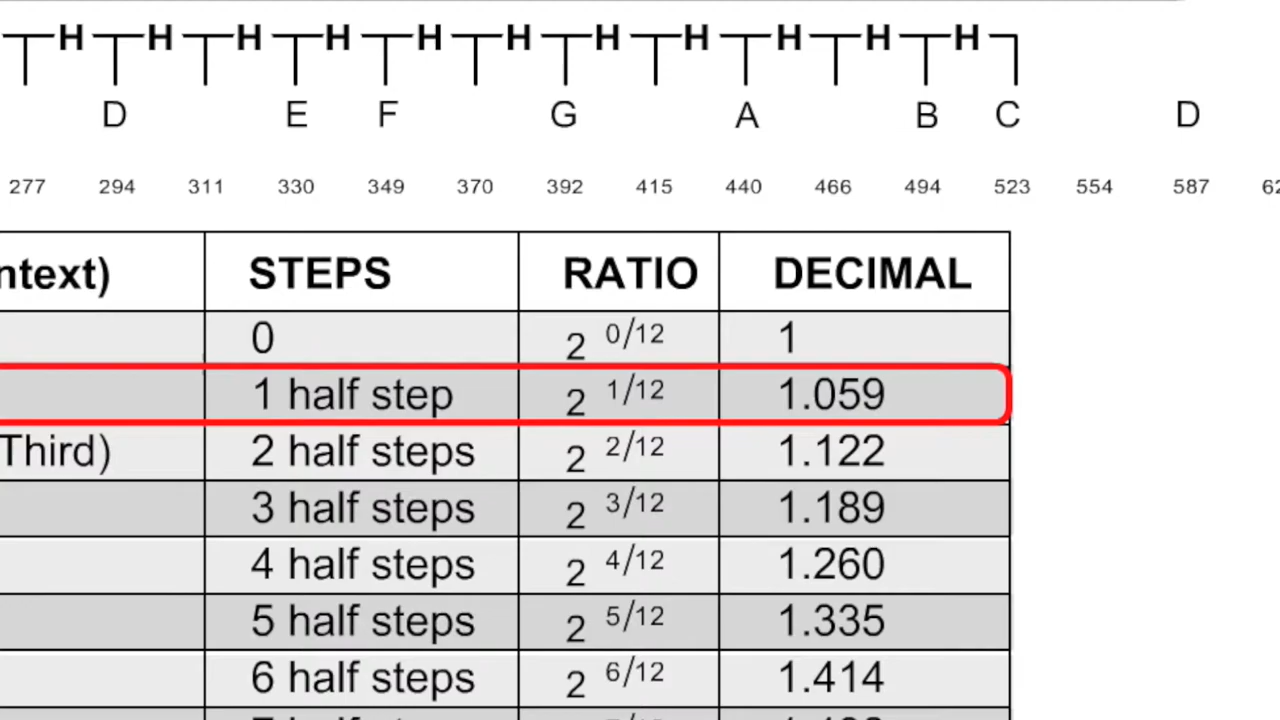 H H H H H H H H H H H
D E F G A B C D
277 294 311 330 349 370 392 415 440 466 494 523 554 587
ntext) STEPS RATIO DECIMAL
0 2 0/12 1
1 half step 2 1/12 1.059
Third) 2 half steps 2 2/12 1.122
3 half steps 2 3/12 1.189
4 half steps 2 4/12 1.260
5 half steps 2 5/12 1.335
6 half steps 2 6/12 1.414